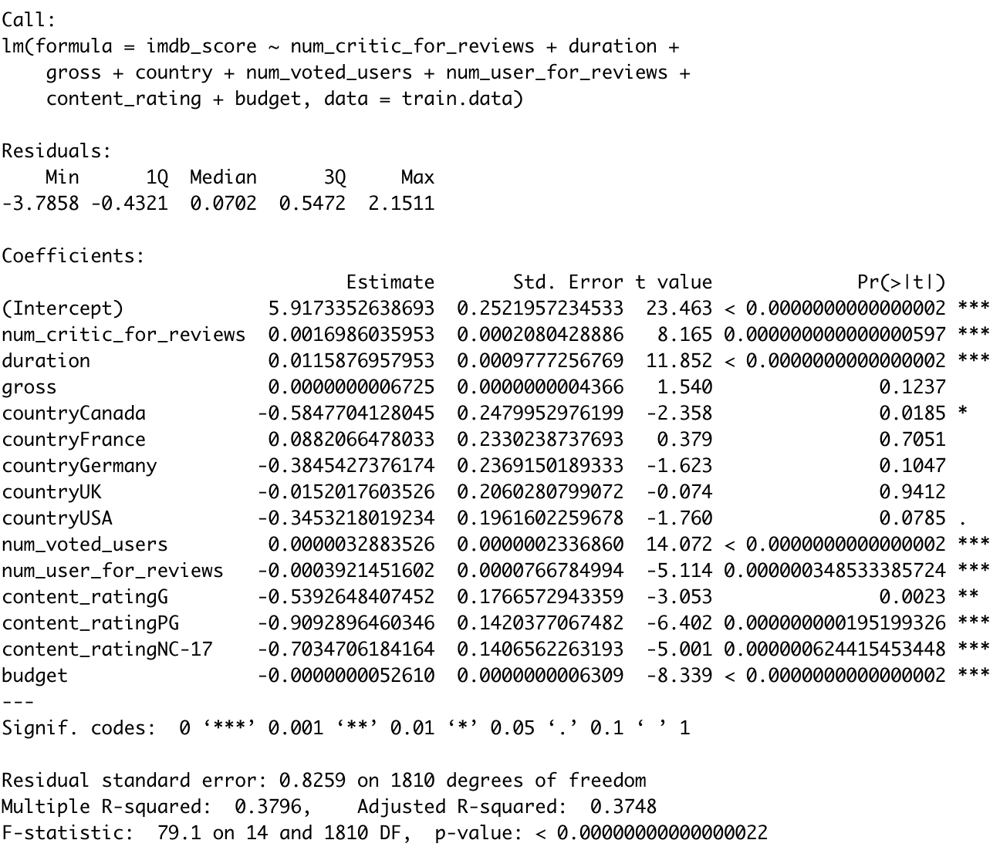 Call:
lm(formula = imdb_score ~ num_critic_for_reviews + duration +
    gross + country + num_voted_users + num_user_for_reviews +
    content_rating + budget, data = train.data)
Residuals:
    Min      1Q  Median      3Q     Max
-3.7858 -0.4321  0.0702  0.5472  2.1511
Coefficients:
                               Estimate       Std. Error t value             Pr(>|t|)
(Intercept)             5.9173352638693  0.2521957234533  23.463 < 0.0000000000000002 ***
num_critic_for_reviews  0.0016986035953  0.0002080428886   8.165 0.000000000000000597 ***
duration                0.0115876957953  0.0009777256769  11.852 < 0.0000000000000002 ***
gross                   0.0000000006725  0.0000000004366   1.540               0.1237
countryCanada          -0.5847704128045  0.2479952976199  -2.358               0.0185 *
countryFrance           0.0882066478033  0.2330238737693   0.379               0.7051
countryGermany         -0.3845427376174  0.2369150189333  -1.623               0.1047
countryUK              -0.0152017603526  0.2060280799072  -0.074               0.9412
countryUSA             -0.3453218019234  0.1961602259678  -1.760               0.0785 .
num_voted_users         0.0000032883526  0.0000002336860  14.072 < 0.0000000000000002 ***
num_user_for_reviews   -0.0003921451602  0.0000766784994  -5.114 0.000000348533385724 ***
content_ratingG        -0.5392648407452  0.1766572943359  -3.053               0.0023 **
content_ratingPG       -0.9092896460346  0.1420377067482  -6.402 0.000000000195199326 ***
content_ratingNC-17    -0.7034706184164  0.1406562263193  -5.001 0.000000624415453448 ***
budget                 -0.0000000052610  0.0000000006309  -8.339 < 0.0000000000000002 ***
---
Signif. codes:  0 ‘***’ 0.001 ‘**’ 0.01 ‘*’ 0.05 ‘.’ 0.1 ‘ ’ 1
Residual standard error: 0.8259 on 1810 degrees of freedom
Multiple R-squared:  0.3796,    Adjusted R-squared:  0.3748
F-statistic:  79.1 on 14 and 1810 DF,  p-value: < 0.00000000000000022